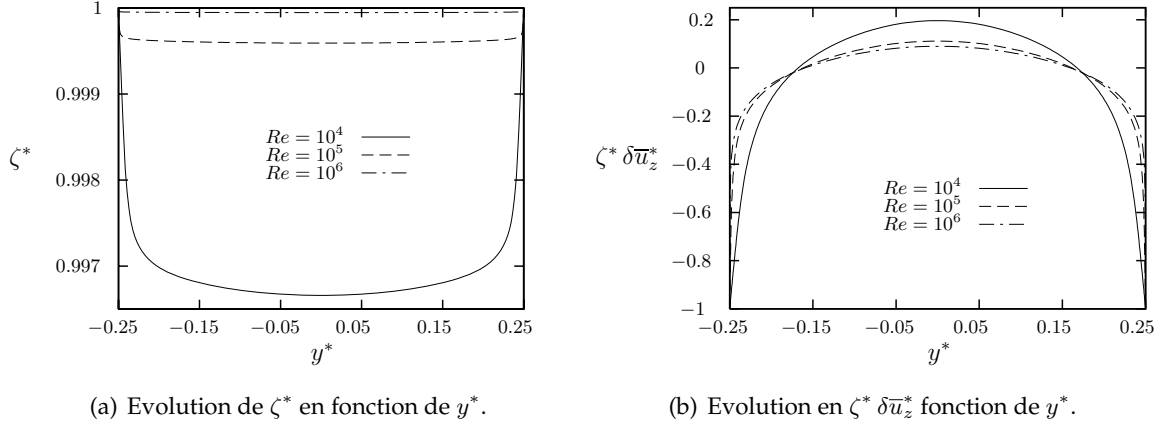 1
0.999
0.998
0.997
ζ*
Re = 10^4
Re = 10^5
Re = 10^6
−0.25 −0.15 −0.05 0.05 0.15 0.25
y*
(a) Evolution de ζ* en fonction de y*.
0.2
0
−0.2
−0.4
−0.6
−0.8
−1
ζ* δu̅_z*
Re = 10^4
Re = 10^5
Re = 10^6
−0.25 −0.15 −0.05 0.05 0.15 0.25
y*
(b) Evolution en ζ* δu̅_z* fonction de y*.